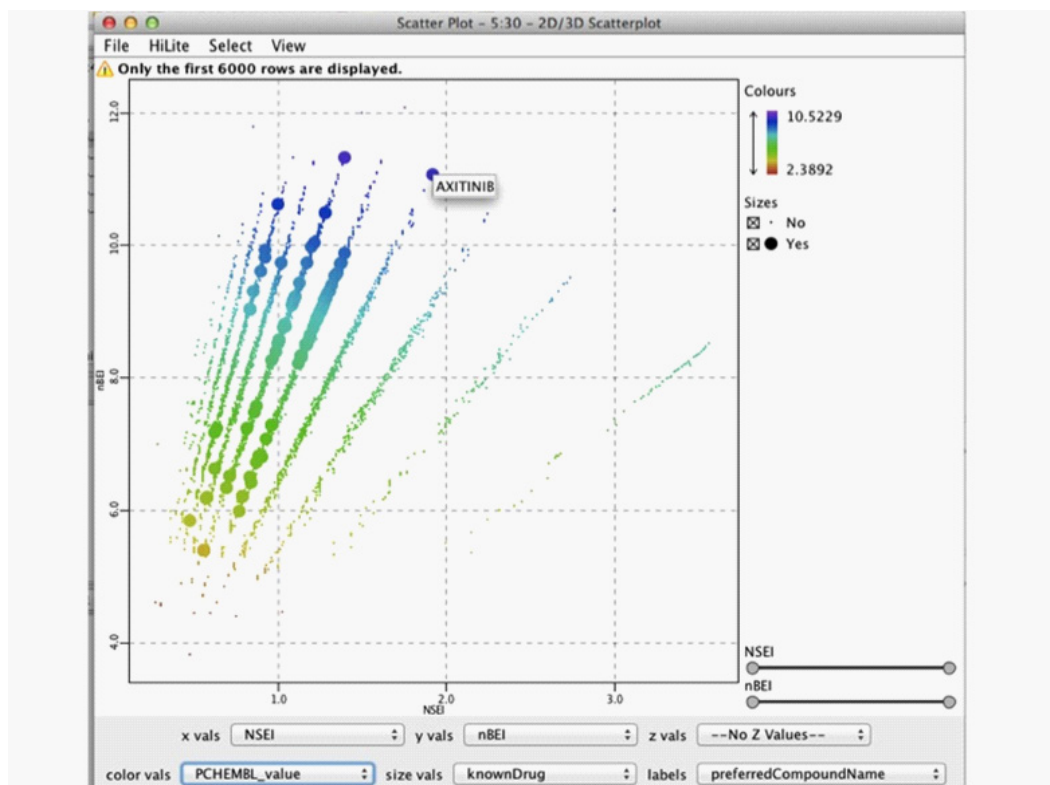 Scatter Plot - 5:30 - 2D/3D Scatterplot
File HiLite Select View
Only the first 6000 rows are displayed.
Colours
10.5229
2.3892
Sizes
No
Yes
AXITINIB
12.0
10.0
8.0
6.0
4.0
nBEI
1.0 2.0 3.0
NSEI
NSEI
nBEI
x vals NSEI y vals nBEI z vals --No Z Values--
color vals PCHEMBL_value size vals knownDrug labels preferredCompoundName